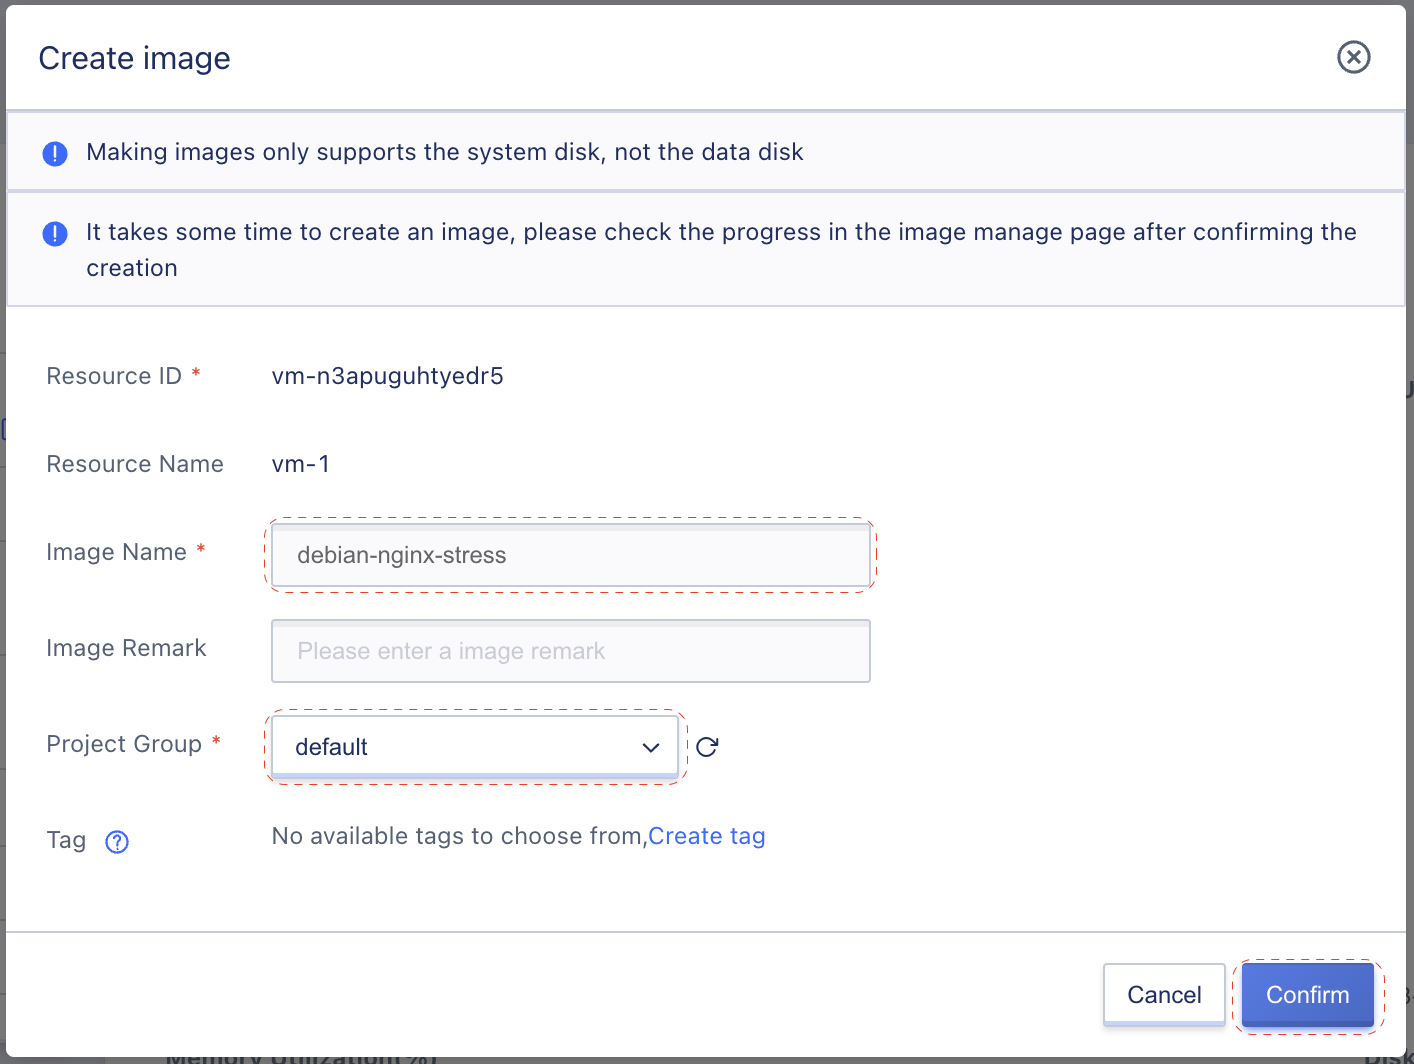 Create image
Making images only supports the system disk, not the data disk
It takes some time to create an image, please check the progress in the image manage page after confirming the
creation
Resource ID *
vm-n3apuguhtyedr5
Resource Name
vm-1
Image Name *
debian-nginx-stress
Image Remark
Please enter a image remark
Project Group *
default
Tag
No available tags to choose from,Create tag
Cancel
Confirm